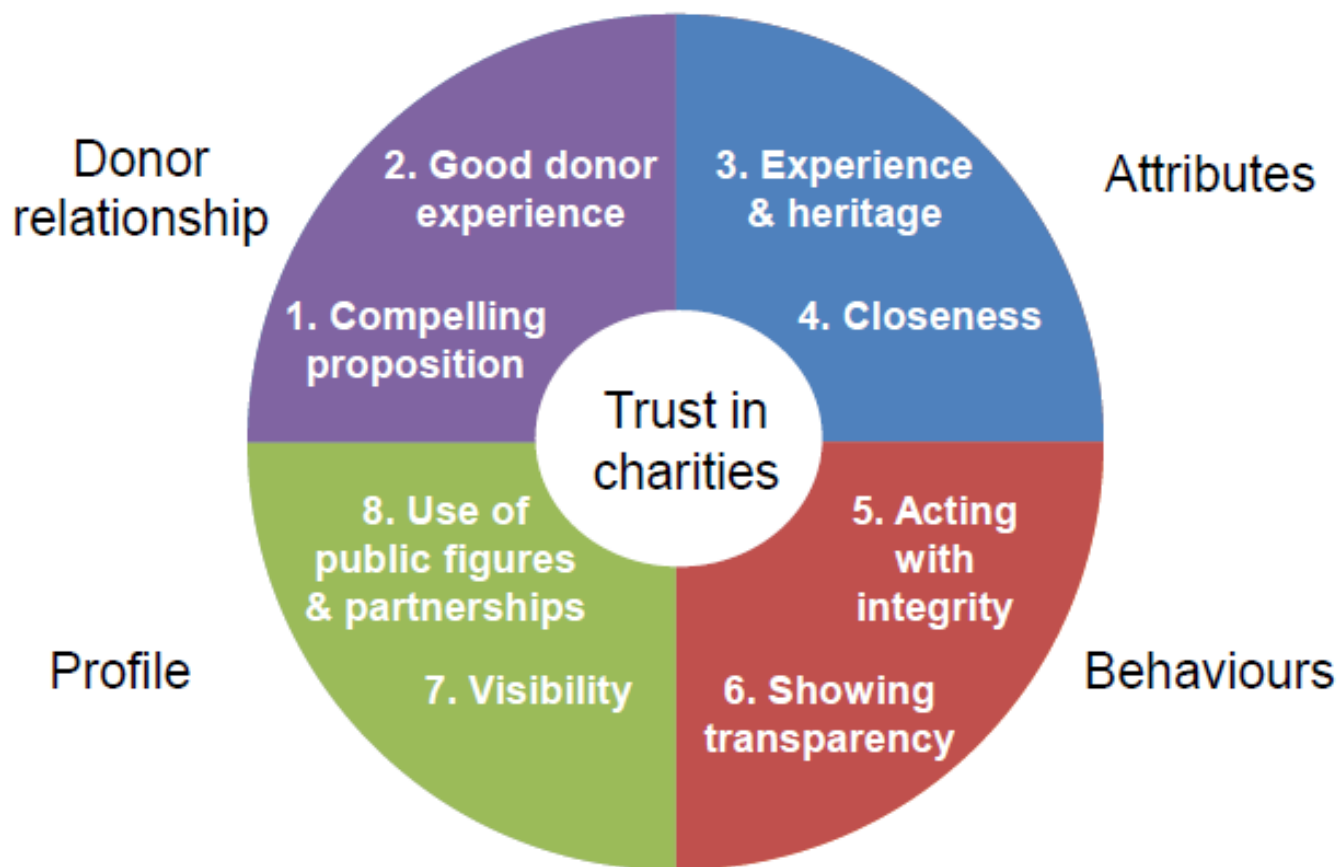 Donor
relationship
2. Good donor
experience
1. Compelling
proposition
3. Experience
& heritage
4. Closeness
Attributes
Trust in
charities
8. Use of
public figures
& partnerships
7. Visibility
Profile
5. Acting
with
integrity
6. Showing
transparency
Behaviours